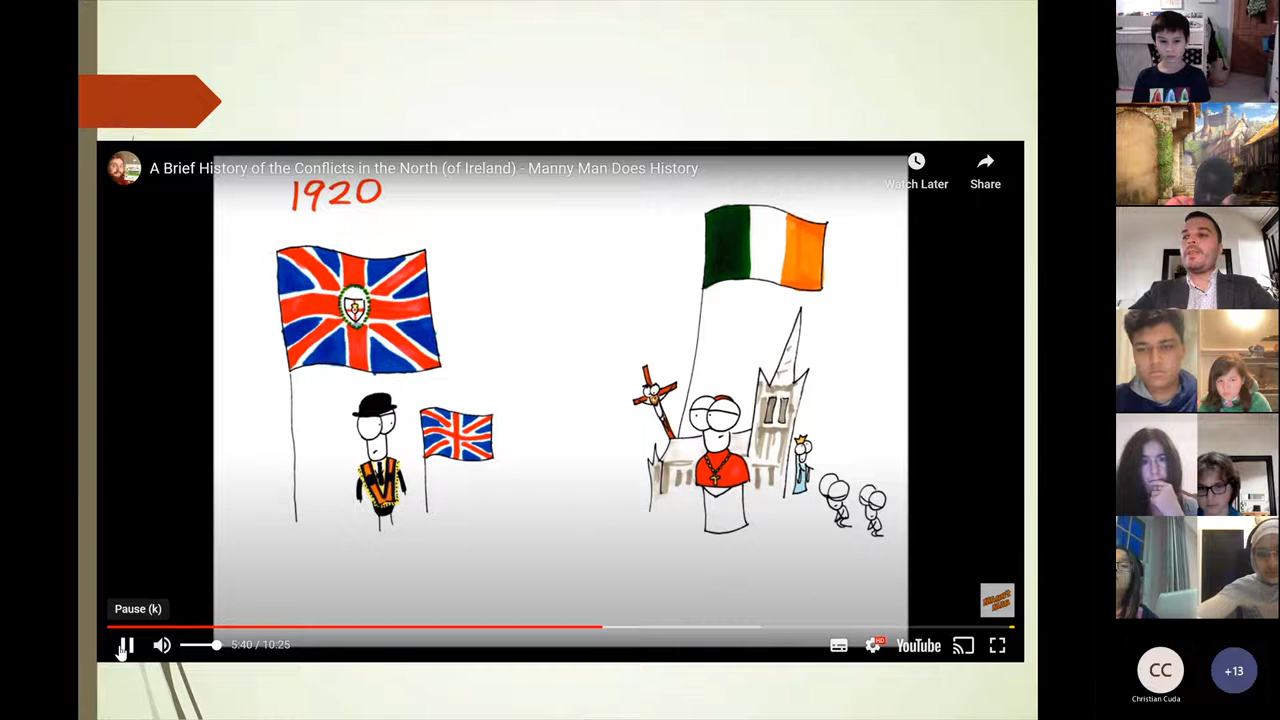 A Brief History of the Conflicts in the North (of Ireland) - Manny Man Does History
Watch Later
Share
1920
Pause (k)
5:40 / 10:25
HD
YouTube
CC
+13
Christian Cuda